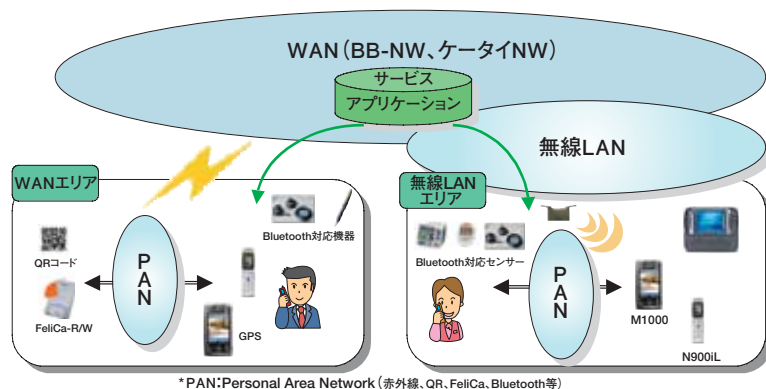 WAN(BB-NW、ケータイNW)
サービス
アプリケーション
無線LAN
WANエリア
無線LAN
エリア
Bluetooth対応機器
QRコード
PAN
FeliCa-R/W
GPS
Bluetooth対応センサー
PAN
M1000
N900iL
*PAN:Personal Area Network(赤外線、QR、FeliCa、Bluetooth等)